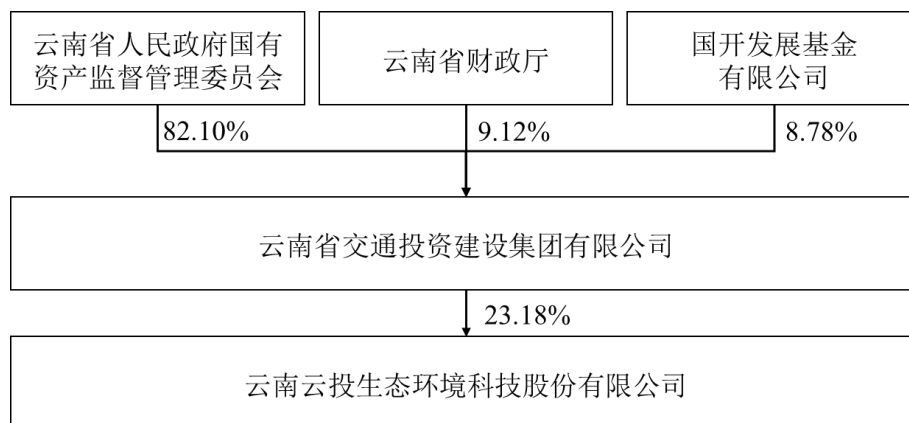 云南省人民政府国有
资产监督管理委员会
云南省财政厅
国开发展基金
有限公司
82.10%
9.12%
8.78%
云南省交通投资建设集团有限公司
23.18%
云南云投生态环境科技股份有限公司